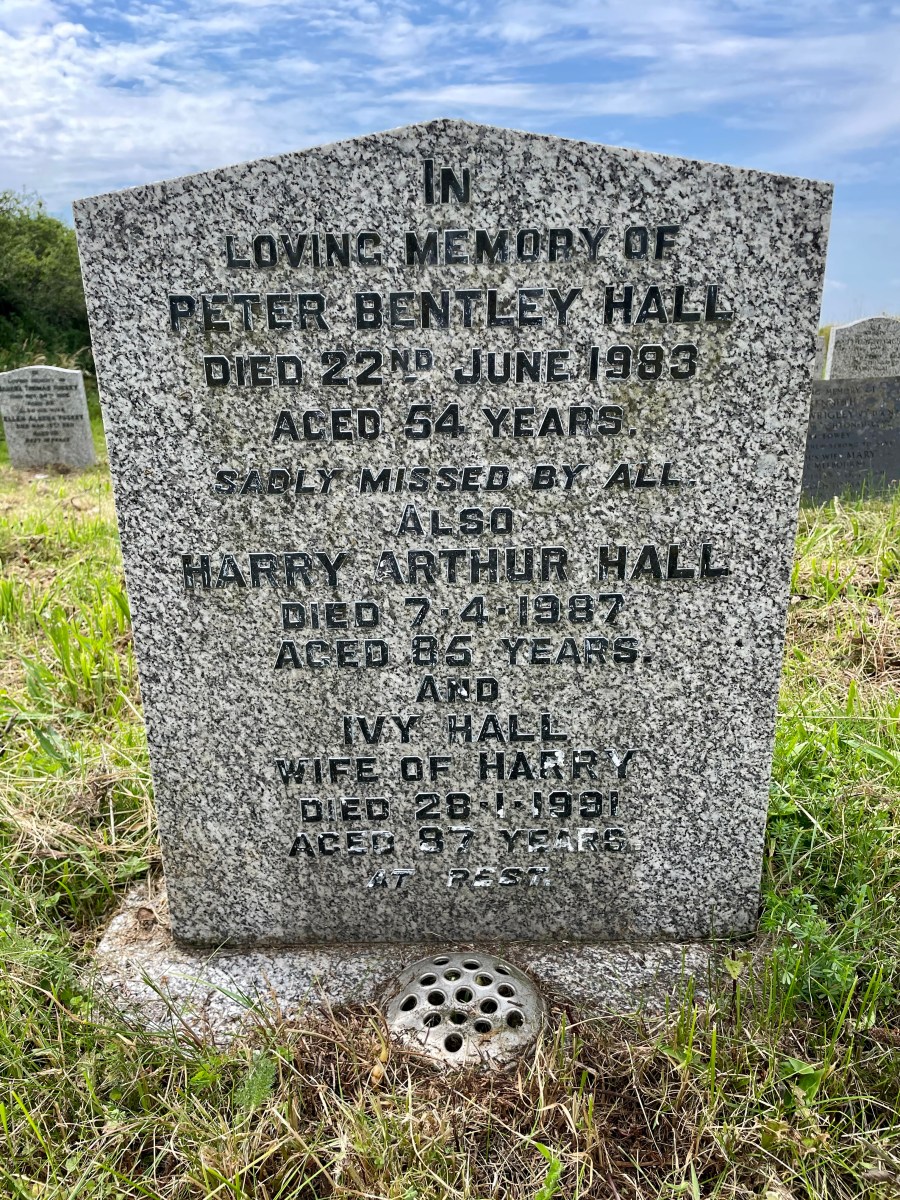 IN
LOVING MEMORY OF
PETER BENTLEY HALL
DIED 22ND JUNE 1983
AGED 54 YEARS.
SADLY MISSED BY ALL.
ALSO
HARRY ARTHUR HALL
DIED 7·4·1987
AGED 85 YEARS.
AND
IVY HALL
WIFE OF HARRY
DIED 28·1·1991
AGED 87 YEARS.
AT REST.